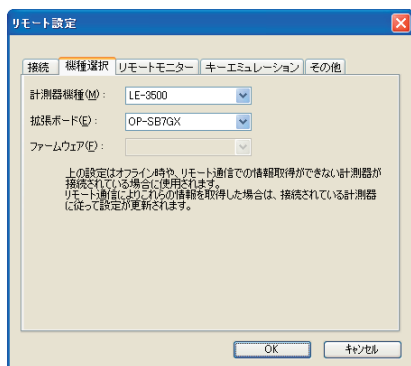 リモート設定
接続 機種選択 リモートモニター キーエミュレーション その他
計測器機種(M): LE-3500
拡張ボード(E): OP-SB7GX
ファームウェア(F):
上の設定はオフライン時や、リモート通信での情報取得ができない計測器が
接続されている場合に使用されます。
リモート通信によりこれらの情報を取得した場合は、接続されている計測器
に従って設定が更新されます。
OK キャンセル